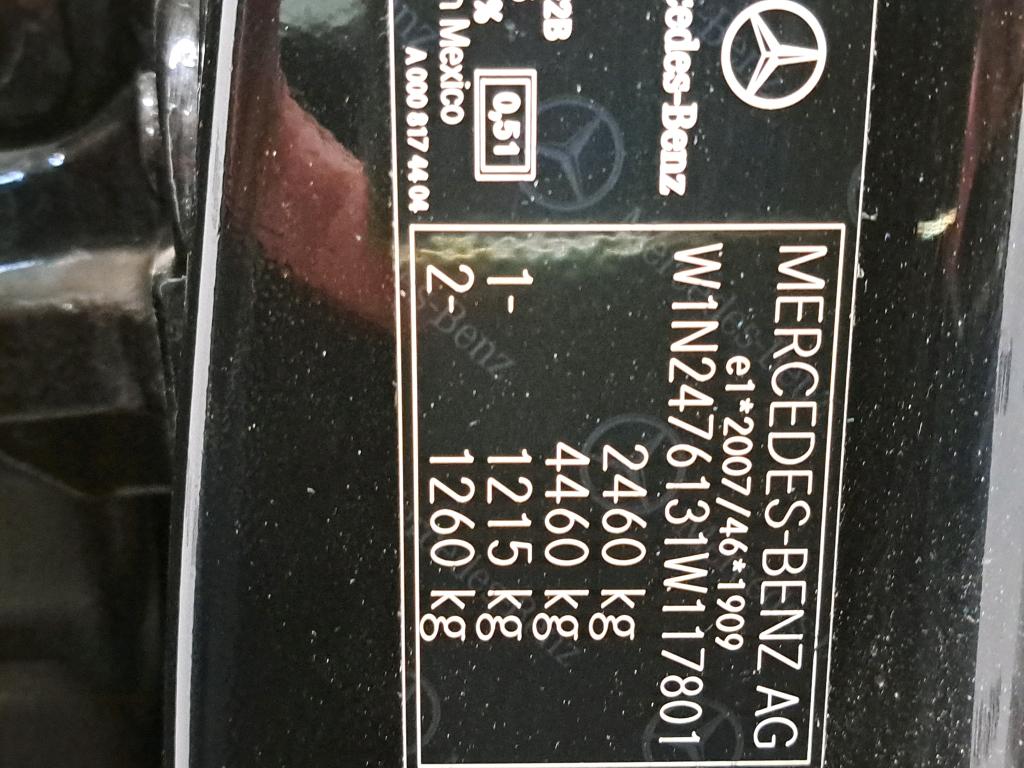 Mercedes-Benz
2B
%
n Mexico
0,51
A 000 817 44 04
MERCEDES-BENZ AG
e1*2007/46*1909
W1N2476131W117801
2460 kg
4460 kg
1- 1215 kg
2- 1260 kg